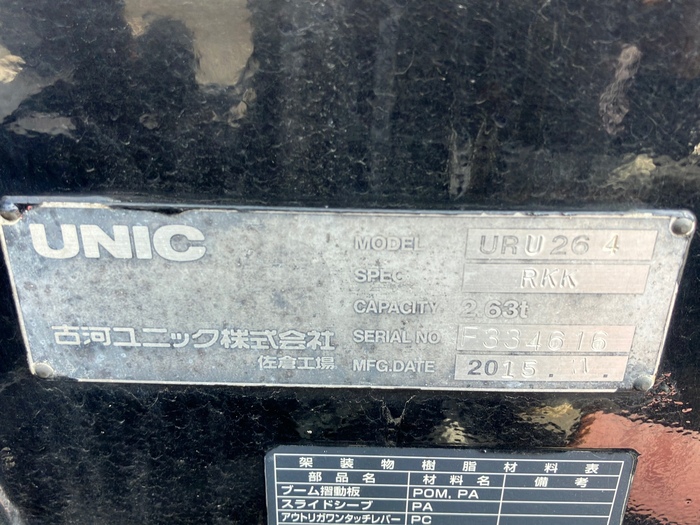 UNIC
MODEL URU264
SPEC RKK
CAPACITY 2.63t
古河ユニック株式会社 SERIAL NO F334616
佐倉工場 MFG.DATE 2015.1.
架装物樹脂材料表
部品名 材料名 備考
ブーム摺動板 POM, PA
スライドシーブ PA
アウトリガワンタッチレバー PC